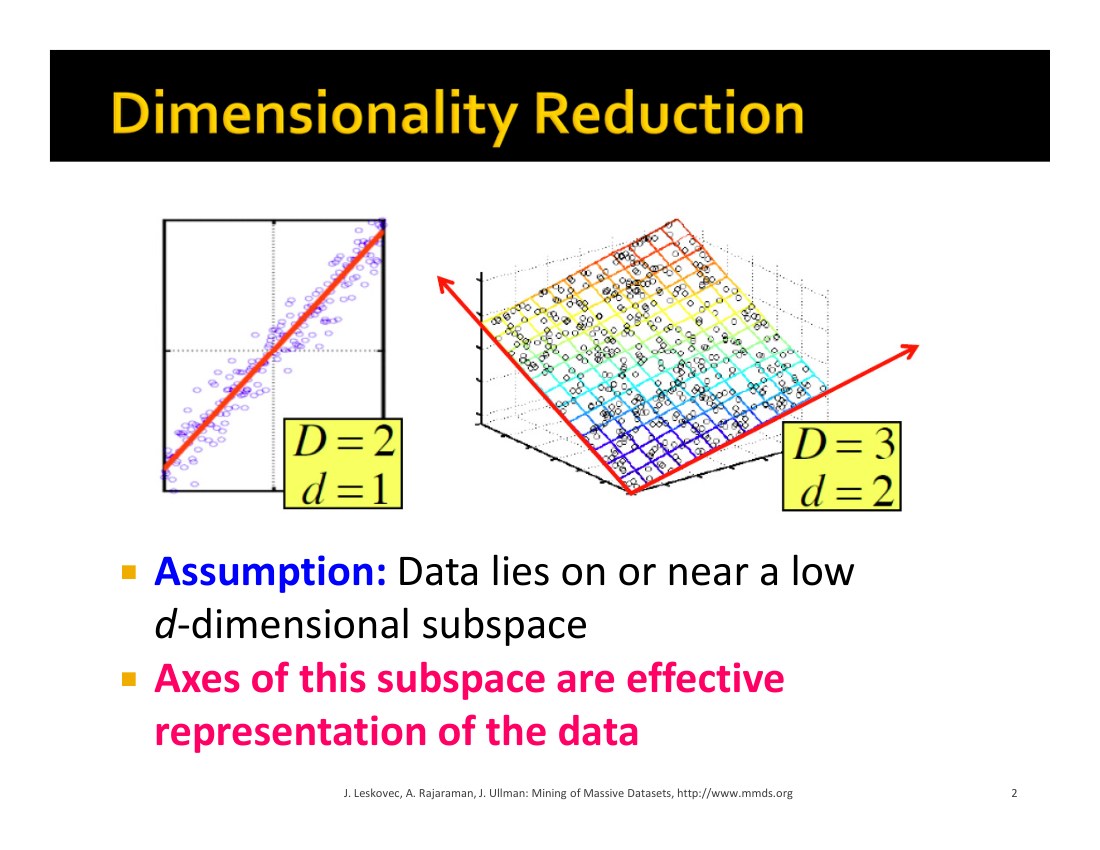 Dimensionality Reduction
D = 2
d = 1
D = 3
d = 2
Assumption: Data lies on or near a low
d-dimensional subspace
Axes of this subspace are effective
representation of the data
J. Leskovec, A. Rajaraman, J. Ullman: Mining of Massive Datasets, http://www.mmds.org
2